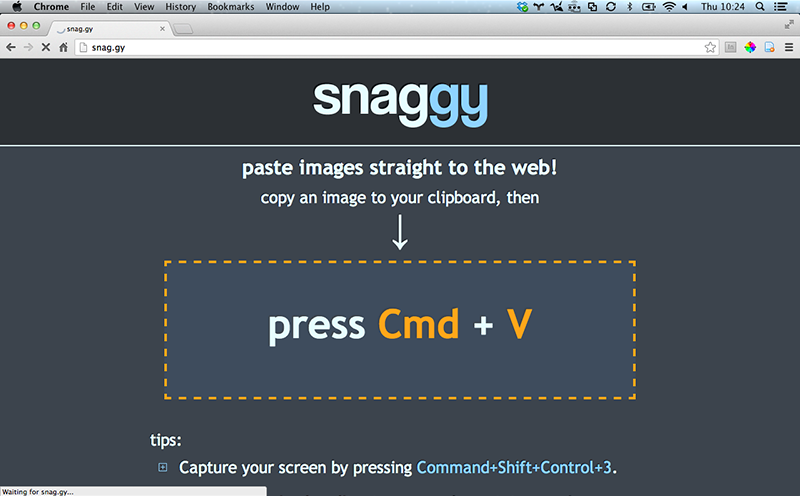 Chrome File Edit View History Bookmarks Window Help Thu 10:24
snag.gy
snag.gy
snaggy
paste images straight to the web!
copy an image to your clipboard, then
↓
press Cmd + V
tips:
Capture your screen by pressing Command+Shift+Control+3.
Waiting for snag.gy...